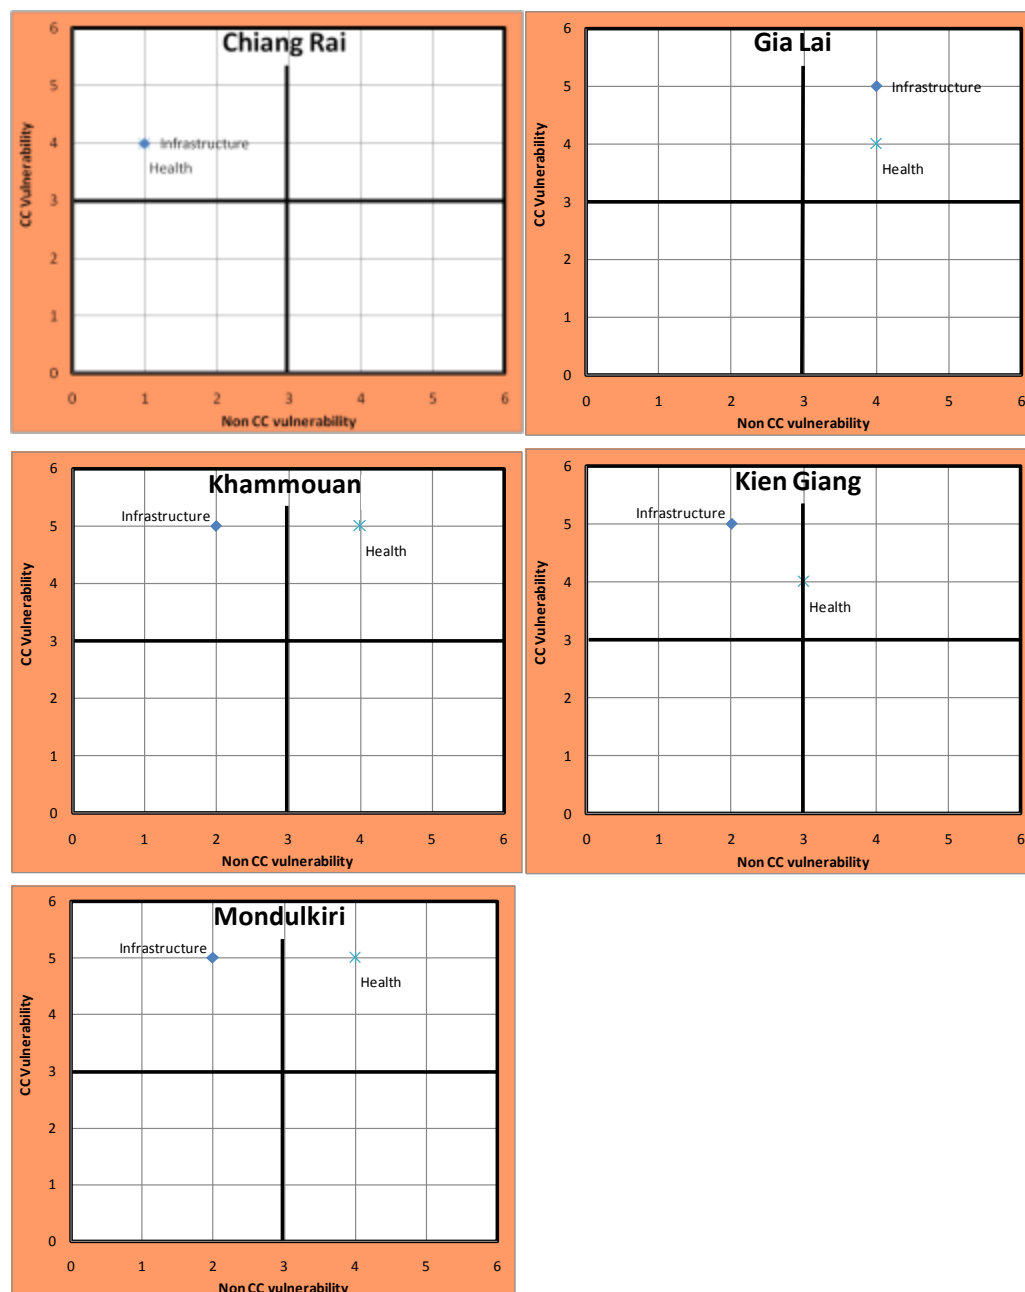 Chiang Rai
6
5
4
3
2
1
0
CC Vulnerability
Infrastructure
Health
0 1 2 3 4 5 6
Non CC vulnerability
Gia Lai
6
5
4
3
2
1
0
CC Vulnerability
Infrastructure
Health
0 1 2 3 4 5 6
Non CC vulnerability
Khammouan
6
5
4
3
2
1
0
CC Vulnerability
Infrastructure
Health
0 1 2 3 4 5 6
Non CC vulnerability
Kien Giang
6
5
4
3
2
1
0
CC Vulnerability
Infrastructure
Health
0 1 2 3 4 5 6
Non CC vulnerability
Mondulkiri
6
5
4
3
2
1
0
CC Vulnerability
Infrastructure
Health
0 1 2 3 4 5 6
Non CC vulnerability